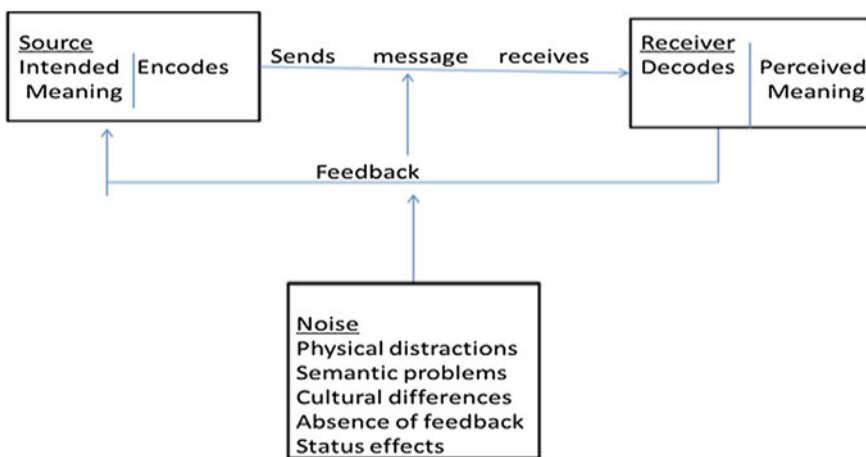 Source
Intended Encodes
Meaning
Sends message receives
Receiver
Decodes Perceived
Meaning
Feedback
Noise
Physical distractions
Semantic problems
Cultural differences
Absence of feedback
Status effects